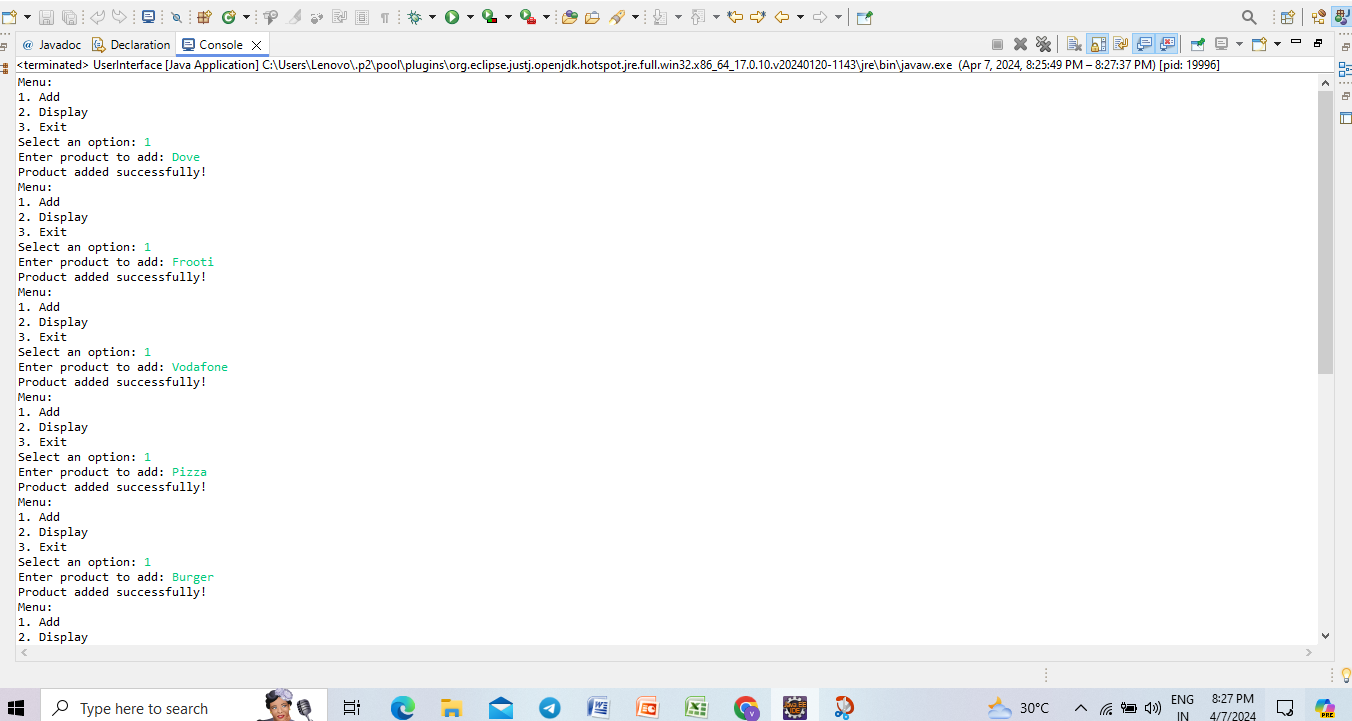 @ Javadoc Declaration Console
<terminated> UserInterface [Java Application] C:\Users\Lenovo\.p2\pool\plugins\org.eclipse.justj.openjdk.hotspot.jre.full.win32.x86_64_17.0.10.v20240120-1143\jre\bin\javaw.exe (Apr 7, 2024, 8:25:49 PM – 8:27:37 PM) [pid: 19996]
Menu:
1. Add
2. Display
3. Exit
Select an option: 1
Enter product to add: Dove
Product added successfully!
Menu:
1. Add
2. Display
3. Exit
Select an option: 1
Enter product to add: Frooti
Product added successfully!
Menu:
1. Add
2. Display
3. Exit
Select an option: 1
Enter product to add: Vodafone
Product added successfully!
Menu:
1. Add
2. Display
3. Exit
Select an option: 1
Enter product to add: Pizza
Product added successfully!
Menu:
1. Add
2. Display
3. Exit
Select an option: 1
Enter product to add: Burger
Product added successfully!
Menu:
1. Add
2. Display
Type here to search
30°C
ENG
IN
8:27 PM
4/7/2024
PRE